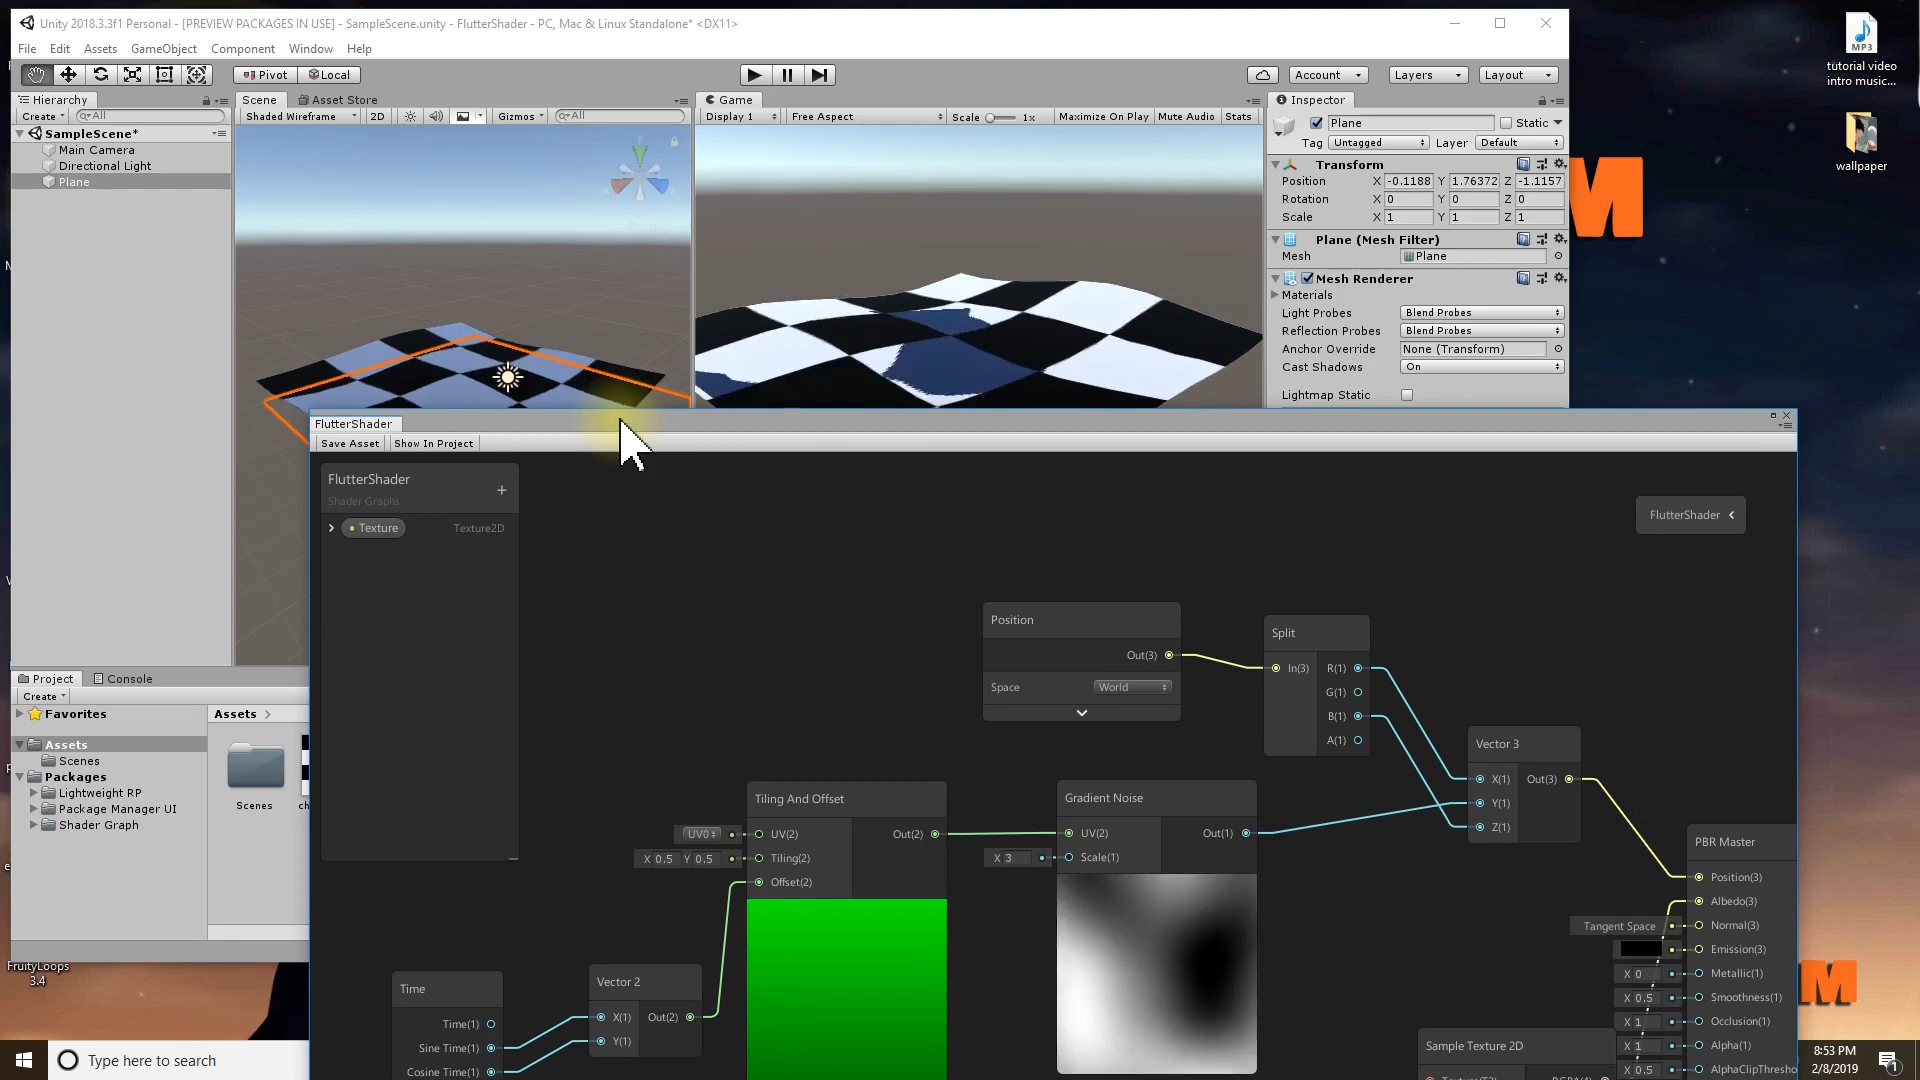 Unity 2018.3.3f1 Personal - [PREVIEW PACKAGES IN USE] - SampleScene.unity - FlutterShader - PC, Mac & Linux Standalone* <DX11>
File Edit Assets GameObject Component Window Help
Pivot Local
Account Layers Layout
Hierarchy
Create All
SampleScene*
Main Camera
Directional Light
Plane
Scene Asset Store
Shaded Wireframe 2D Gizmos All
Game
Display 1 Free Aspect Scale 1x Maximize On Play Mute Audio Stats
Inspector
Plane Static
Tag Untagged Layer Default
Transform
Position X -0.1188 Y 1.76372 Z -1.1157
Rotation X 0 Y 0 Z 0
Scale X 1 Y 1 Z 1
Plane (Mesh Filter)
Mesh Plane
Mesh Renderer
Materials
Light Probes Blend Probes
Reflection Probes Blend Probes
Anchor Override None (Transform)
Cast Shadows On
Lightmap Static
MP3
tutorial video
intro music...
wallpaper
M
FlutterShader
Save Asset Show In Project
FlutterShader
Shader Graphs
Texture Texture2D
FlutterShader
Position
Out(3)
Space World
Split
In(3) R(1)
G(1)
B(1)
A(1)
Vector 3
X(1) Out(3)
Y(1)
Z(1)
Tiling And Offset
UV0 UV(2) Out(2)
X 0.5 Y 0.5 Tiling(2)
Offset(2)
Gradient Noise
UV(2) Out(1)
X 3 Scale(1)
Time
Time(1)
Sine Time(1)
Cosine Time(1)
Vector 2
X(1) Out(2)
Y(1)
PBR Master
Position(3)
Albedo(3)
Tangent Space Normal(3)
Emission(3)
X 0 Metallic(1)
X 0.5 Smoothness(1)
X 1 Occlusion(1)
X 1 Alpha(1)
X 0.5 AlphaClipThresho
Sample Texture 2D
Project Console
Create
Favorites
Assets
Scenes
Packages
Lightweight RP
Package Manager UI
Shader Graph
Assets
Scenes
FruityLoops
3.4
M
Type here to search
8:53 PM
2/8/2019
1